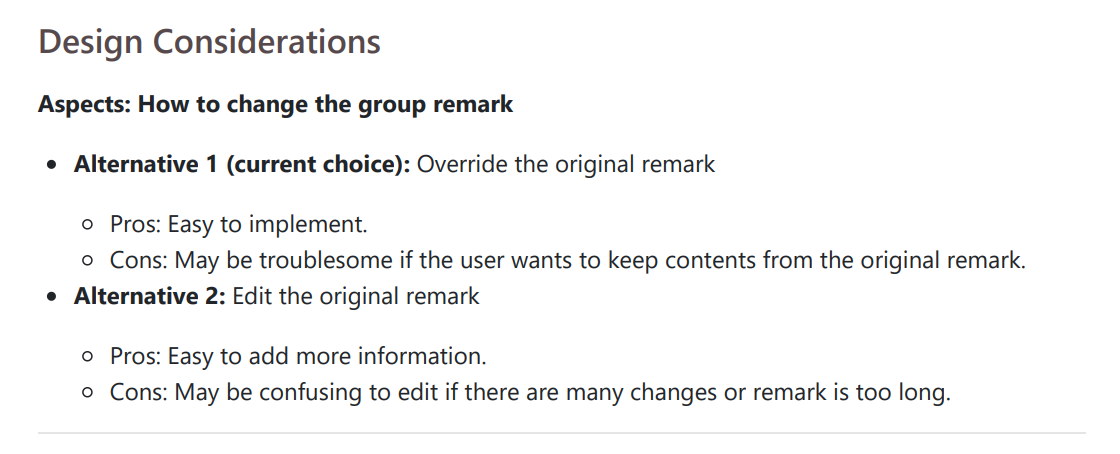 Design Considerations
Aspects: How to change the group remark
Alternative 1 (current choice): Override the original remark
Pros: Easy to implement.
Cons: May be troublesome if the user wants to keep contents from the original remark.
Alternative 2: Edit the original remark
Pros: Easy to add more information.
Cons: May be confusing to edit if there are many changes or remark is too long.